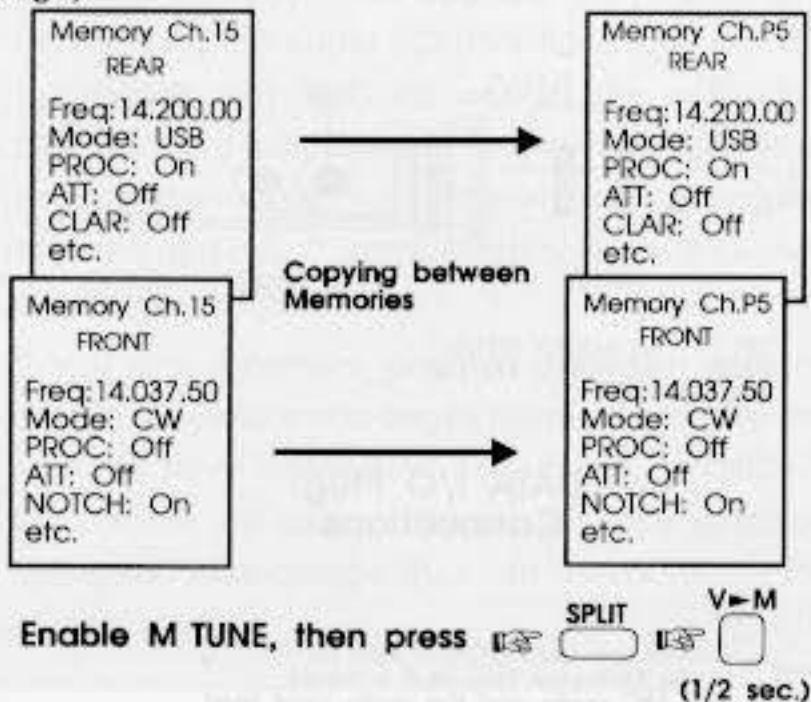 Memory Ch.15
REAR
Freq:14.200.00
Mode: USB
PROC: On
ATT: Off
CLAR: Off
etc.
Memory Ch.P5
REAR
Freq:14.200.00
Mode: USB
PROC: On
ATT: Off
CLAR: Off
etc.
Copying between
Memories
Memory Ch.15
FRONT
Freq:14.037.50
Mode: CW
PROC: Off
ATT: Off
NOTCH: On
etc.
Memory Ch.P5
FRONT
Freq:14.037.50
Mode: CW
PROC: Off
ATT: Off
NOTCH: On
etc.
Enable M TUNE, then press ☞ SPLIT ☞ V►M
(1/2 sec.)